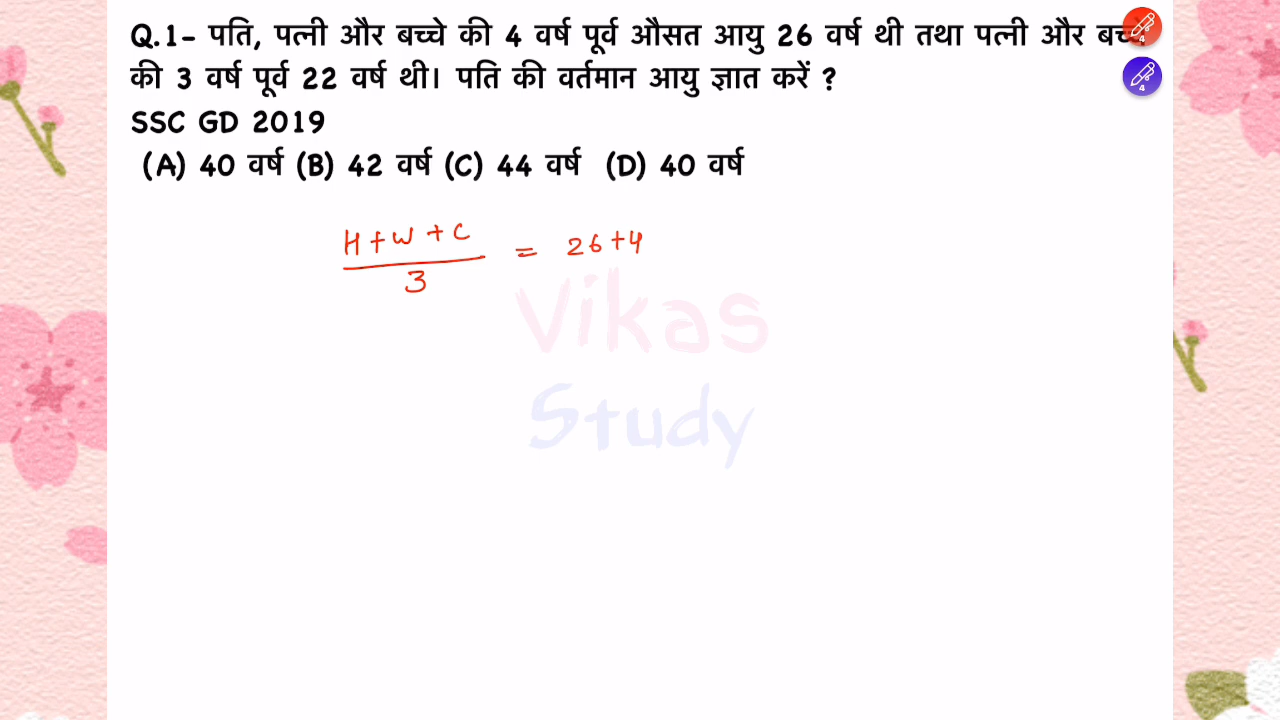 Q.1- पति, पत्नी और बच्चे की 4 वर्ष पूर्व औसत आयु 26 वर्ष थी तथा पत्नी और
की 3 वर्ष पूर्व 22 वर्ष थी। पति की वर्तमान आयु ज्ञात करें ?
SSC GD 2019
(A) 40 वर्ष (B) 42 वर्ष (C) 44 वर्ष (D) 40 वर्ष
H+W+C
3
= 26+4
Vikas
Study
4
4